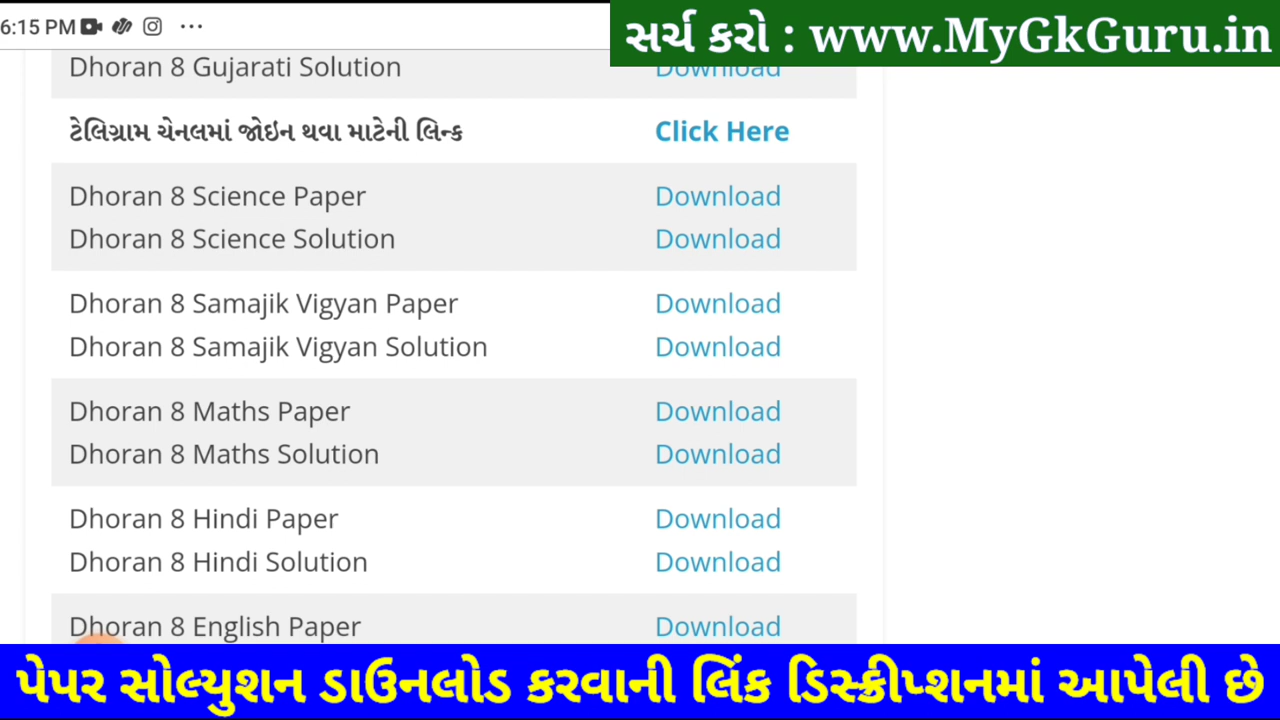 6:15 PM ...
સર્ચ કરો : www.MyGkGuru.in
Dhoran 8 Gujarati Solution Download
ટેલિગ્રામ ચેનલમાં જોઇન થવા માટેની લિન્ક Click Here
Dhoran 8 Science Paper Download
Dhoran 8 Science Solution Download
Dhoran 8 Samajik Vigyan Paper Download
Dhoran 8 Samajik Vigyan Solution Download
Dhoran 8 Maths Paper Download
Dhoran 8 Maths Solution Download
Dhoran 8 Hindi Paper Download
Dhoran 8 Hindi Solution Download
Dhoran 8 English Paper Download
પેપર સોલ્યુશન ડાઉનલોડ કરવાની લિંક ડિસ્ક્રીપ્શનમાં આપેલી છે